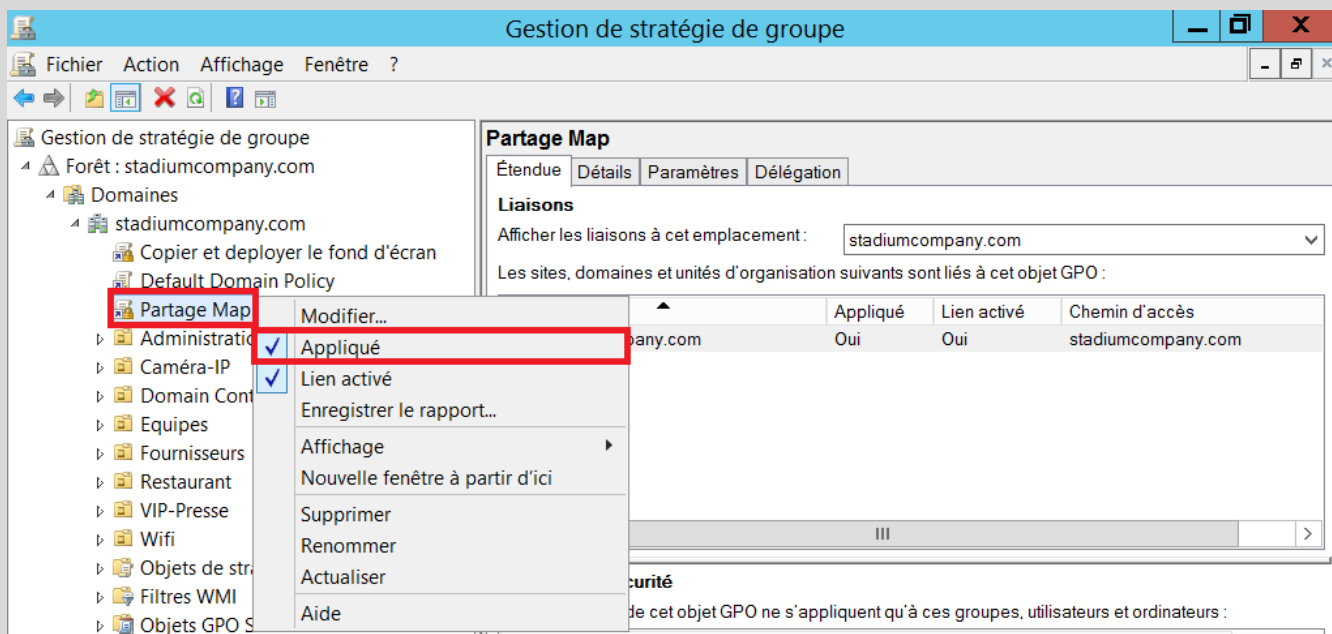 Gestion de stratégie de groupe
Fichier Action Affichage Fenêtre ?
Gestion de stratégie de groupe
Forêt : stadiumcompany.com
Domaines
stadiumcompany.com
Copier et deployer le fond d'écran
Default Domain Policy
Partage Map
Administratio
Caméra-IP
Domain Cont
Equipes
Fournisseurs
Restaurant
VIP-Presse
Wifi
Objets de stra
Filtres WMI
Objets GPO S
Modifier...
Appliqué
Lien activé
Enregistrer le rapport...
Affichage
Nouvelle fenêtre à partir d'ici
Supprimer
Renommer
Actualiser
Aide
Partage Map
Étendue Détails Paramètres Délégation
Liaisons
Afficher les liaisons à cet emplacement : stadiumcompany.com
Les sites, domaines et unités d'organisation suivants sont liés à cet objet GPO :
Appliqué Lien activé Chemin d'accès
pany.com Oui Oui stadiumcompany.com
curité
de cet objet GPO ne s'appliquent qu'à ces groupes, utilisateurs et ordinateurs :